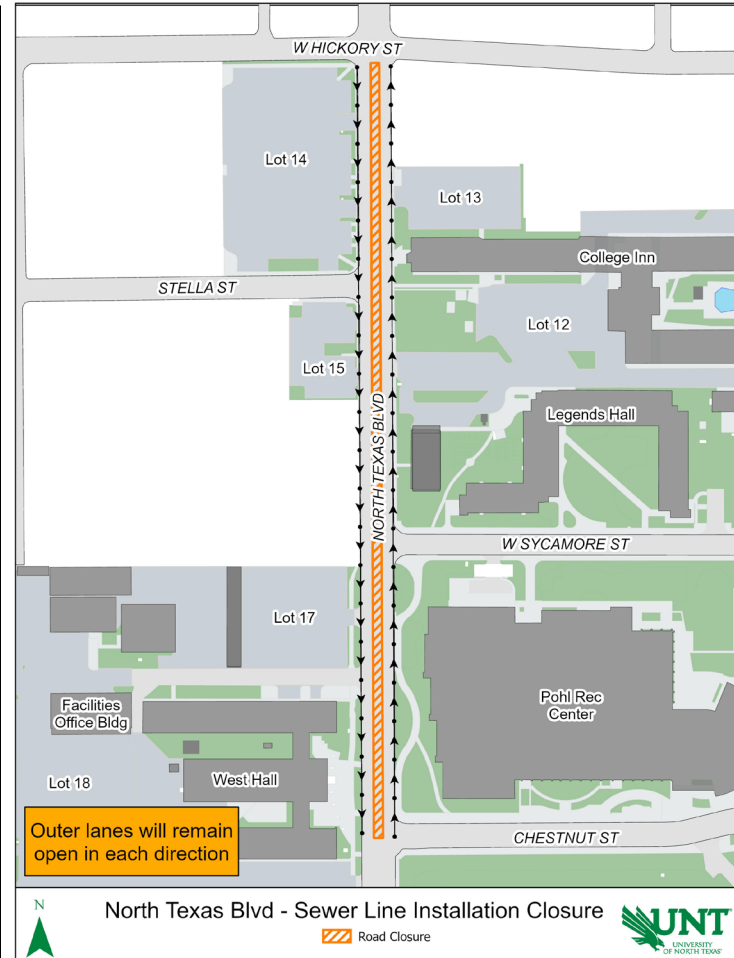 W HICKORY ST
Lot 14
Lot 13
College Inn
STELLA ST
Lot 12
Lot 15
NORTH TEXAS BLVD
Legends Hall
W SYCAMORE ST
Lot 17
Facilities
Office Bldg
Pohl Rec
Center
Lot 18
West Hall
Outer lanes will remain
open in each direction
CHESTNUT ST
N
North Texas Blvd - Sewer Line Installation Closure
Road Closure
UNT
UNIVERSITY
OF NORTH TEXAS